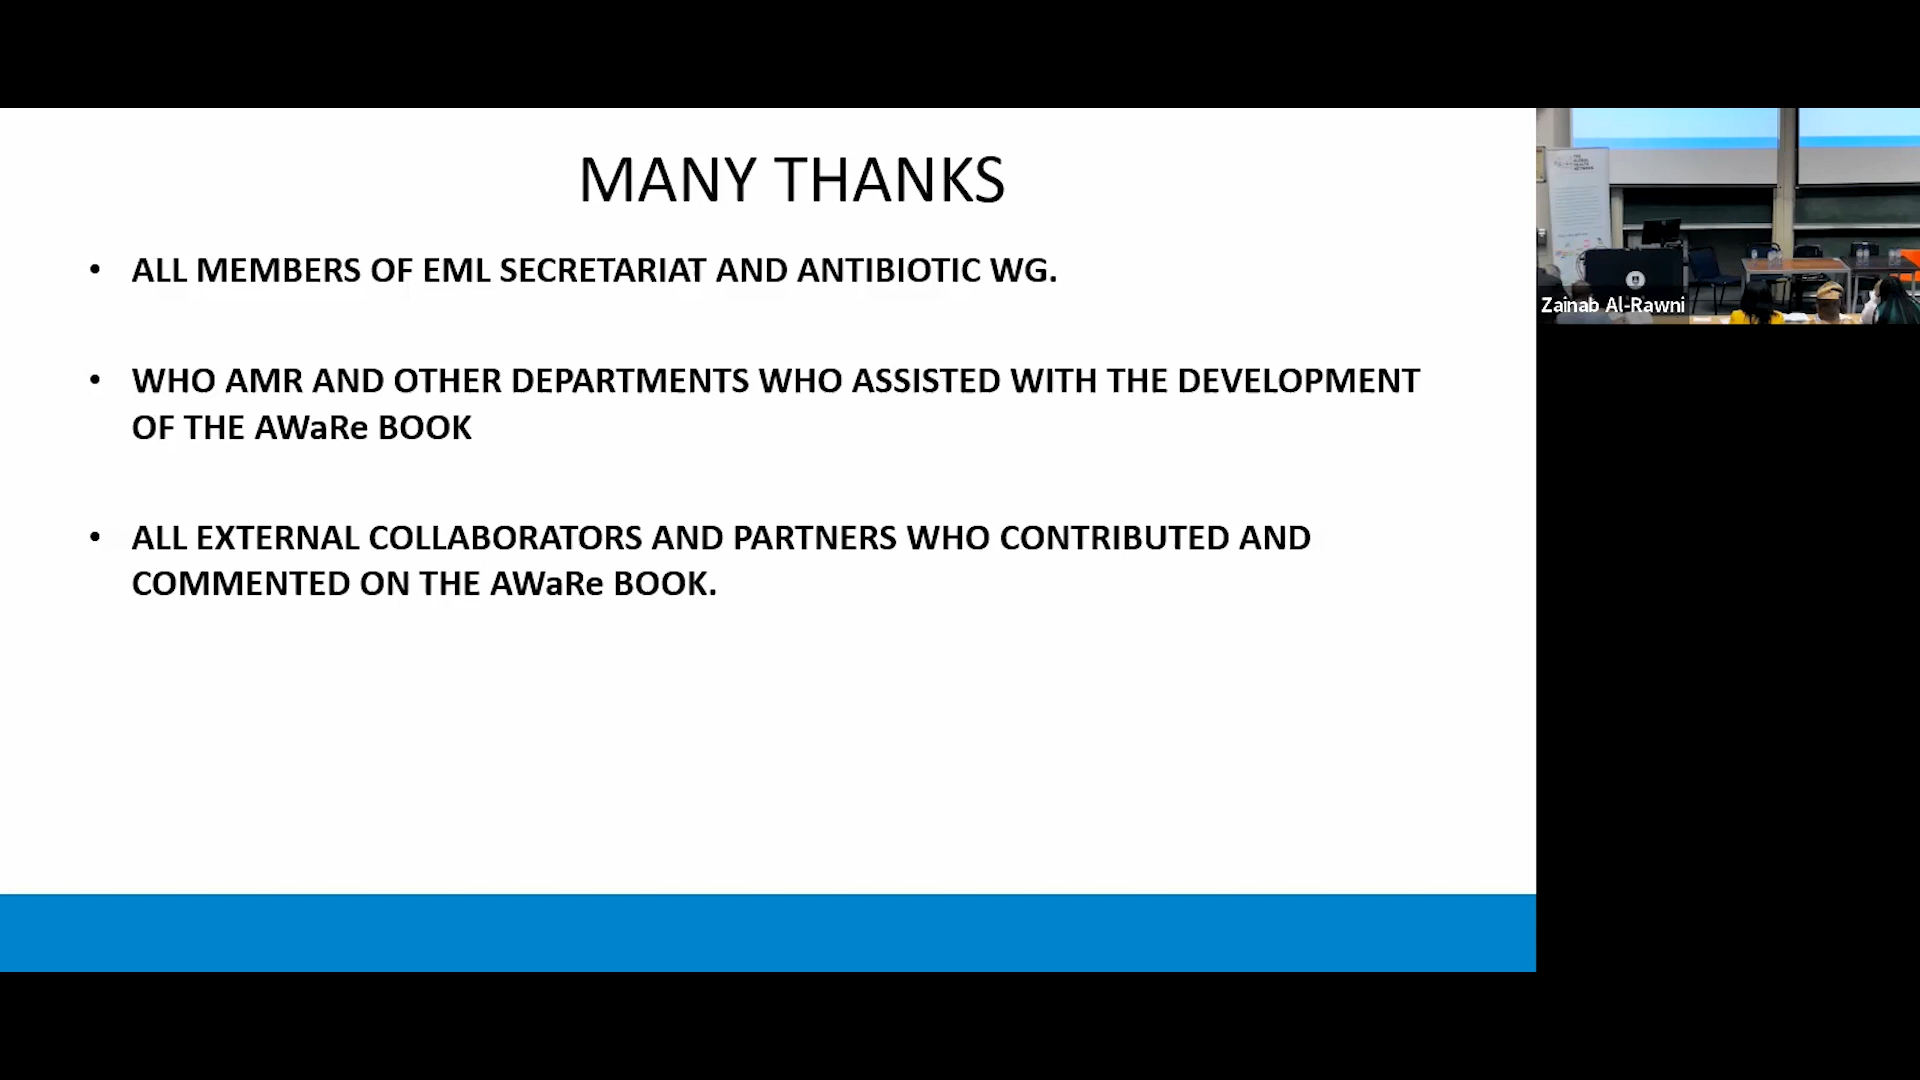 MANY THANKS
• ALL MEMBERS OF EML SECRETARIAT AND ANTIBIOTIC WG.
• WHO AMR AND OTHER DEPARTMENTS WHO ASSISTED WITH THE DEVELOPMENT
OF THE AWaRe BOOK
• ALL EXTERNAL COLLABORATORS AND PARTNERS WHO CONTRIBUTED AND
COMMENTED ON THE AWaRe BOOK.
Zainab Al-Rawni